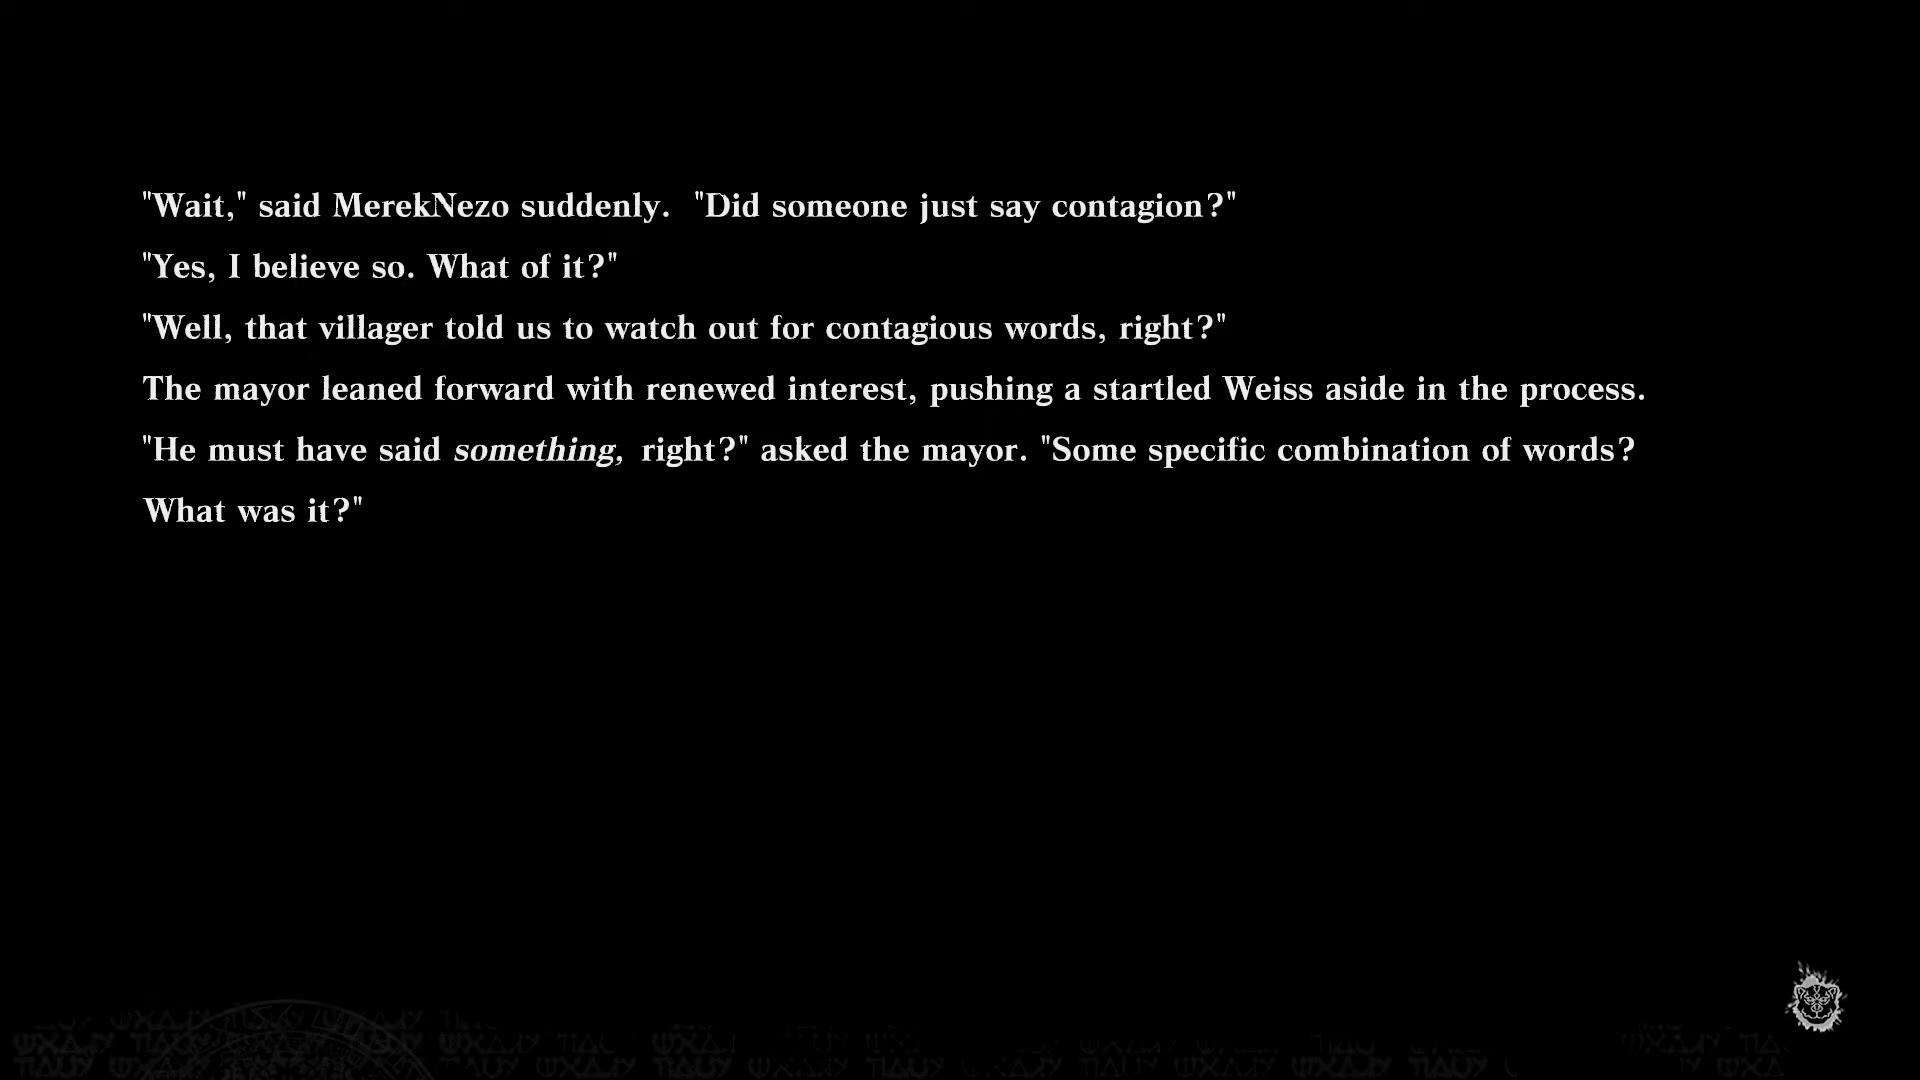 "Wait," said MerekNezo suddenly.  "Did someone just say contagion?"
"Yes, I believe so. What of it?"
"Well, that villager told us to watch out for contagious words, right?"
The mayor leaned forward with renewed interest, pushing a startled Weiss aside in the process.
"He must have said something, right?" asked the mayor. "Some specific combination of words?
What was it?"